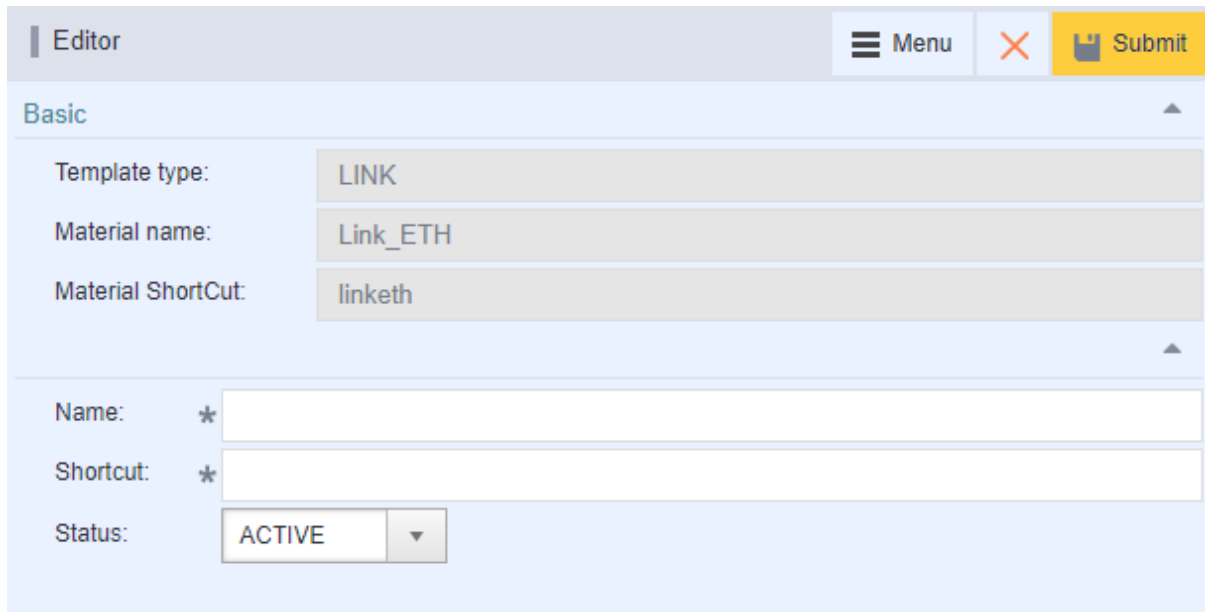 Editor Menu Submit
Basic
Template type: LINK
Material name: Link_ETH
Material ShortCut: linketh
Name: *
Shortcut: *
Status: ACTIVE